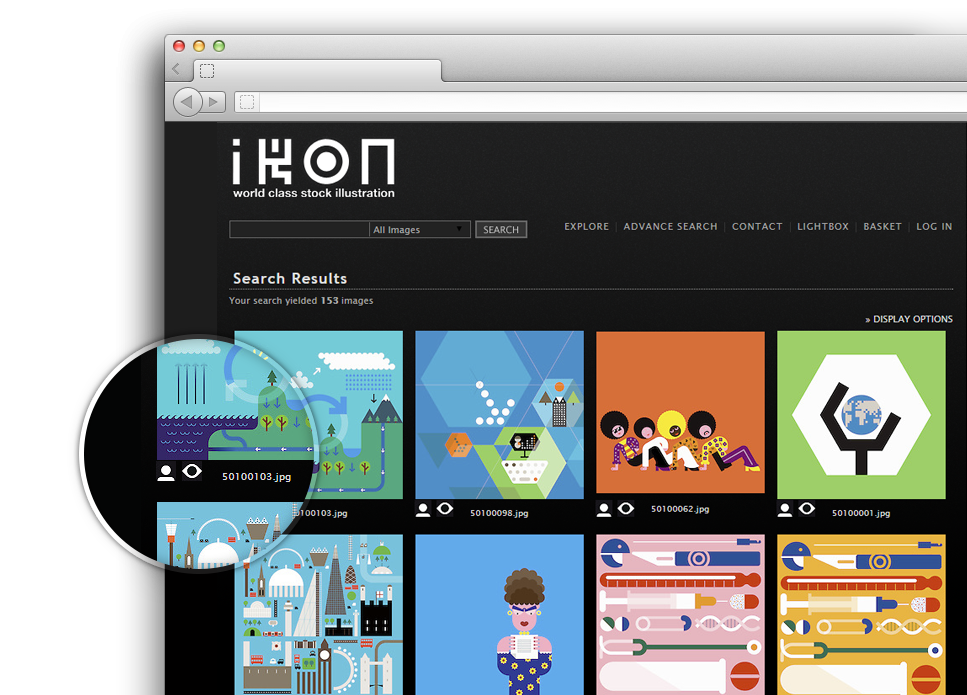 iKON
world class stock illustration
All Images
SEARCH
EXPLORE
ADVANCE SEARCH
CONTACT
LIGHTBOX
BASKET
LOG IN
Search Results
Your search yielded 153 images
» DISPLAY OPTIONS
50100103.jpg
50100103.jpg
50100098.jpg
50100062.jpg
50100001.jpg